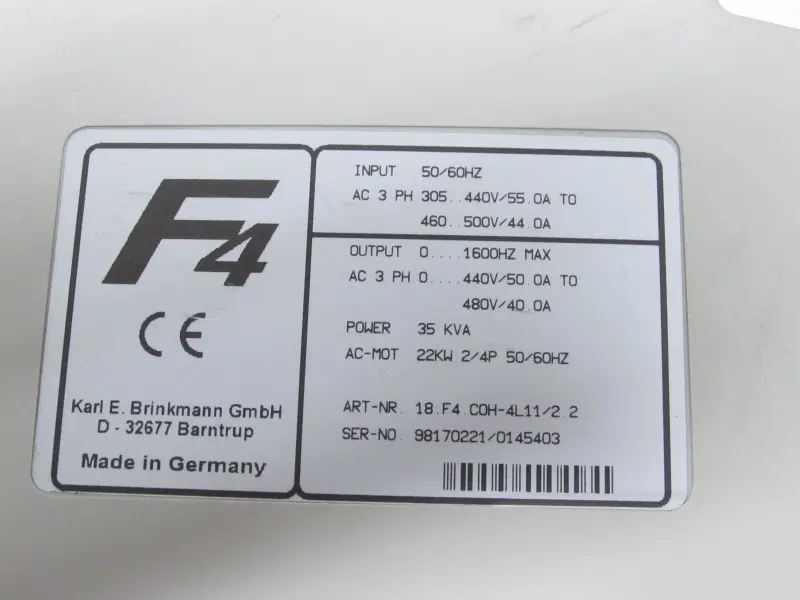 F4
CE
Karl E. Brinkmann GmbH
D - 32677 Barntrup
Made in Germany
INPUT 50/60HZ
AC 3 PH 305..440V/55.0A TO
460..500V/44.0A
OUTPUT 0....1600HZ MAX
AC 3 PH 0....440V/50.0A TO
480V/40.0A
POWER 35 KVA
AC-MOT 22KW 2/4P 50/60HZ
ART-NR. 18.F4.C0H-4L11/2.2
SER-NO. 98170221/0145403